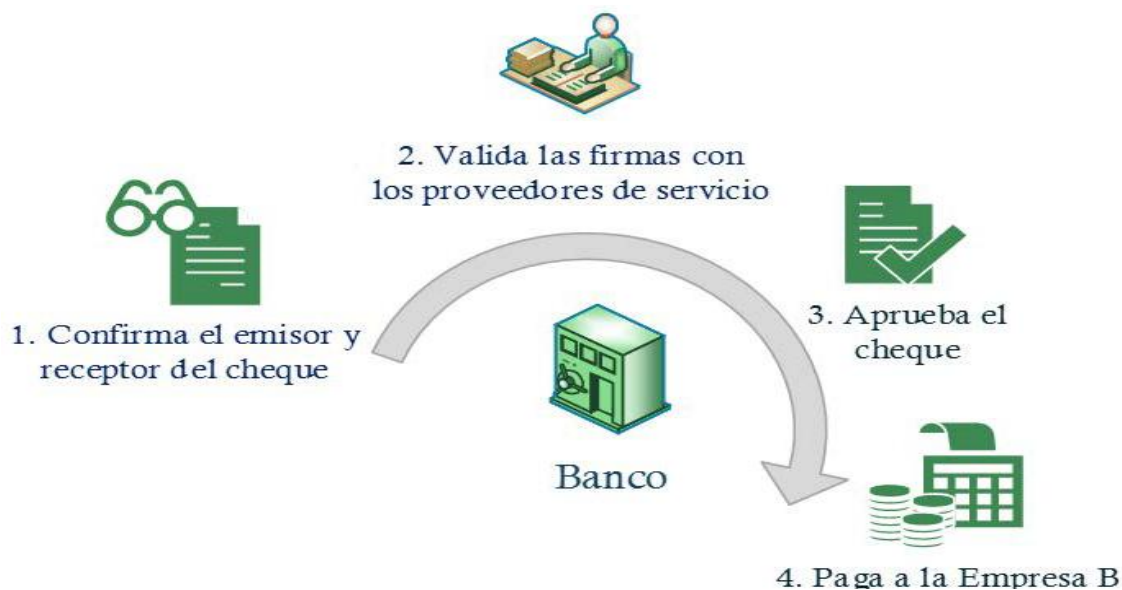 2. Valida las firmas con
los proveedores de servicio
1. Confirma el emisor y
receptor del cheque
3. Aprueba el
cheque
Banco
4. Paga a la Empresa B